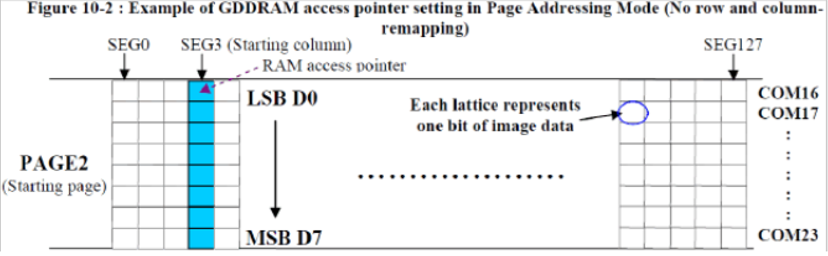 Figure 10-2 : Example of GDDRAM access pointer setting in Page Addressing Mode (No row and column-
remapping)
SEG0 SEG3 (Starting column) SEG127
RAM access pointer
LSB D0
Each lattice represents
one bit of image data
COM16
COM17
:
:
:
:
:
PAGE2
(Starting page)
.....................
MSB D7
COM23